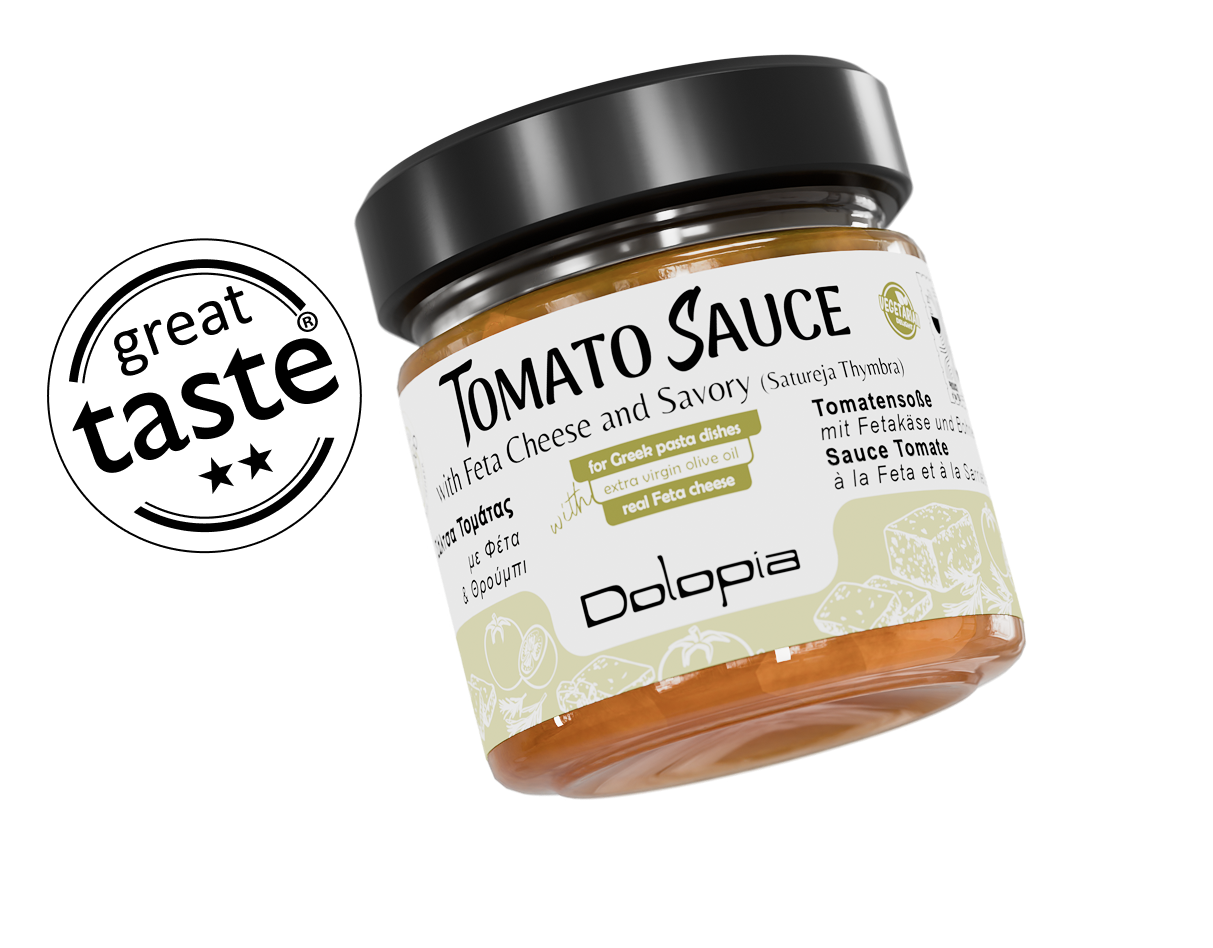 great
taste®
TOMATO SAUCE
with Feta Cheese and Savory (Satureja Thymbra)
VEGETARIAN
for Greek pasta dishes
with extra virgin olive oil
real Feta cheese
Tomatensoße
mit Fetakäse und
Sauce Tomate
à la Feta et à la
Τομάτας
με Φέτα
& Θρούμπι
Dolopia